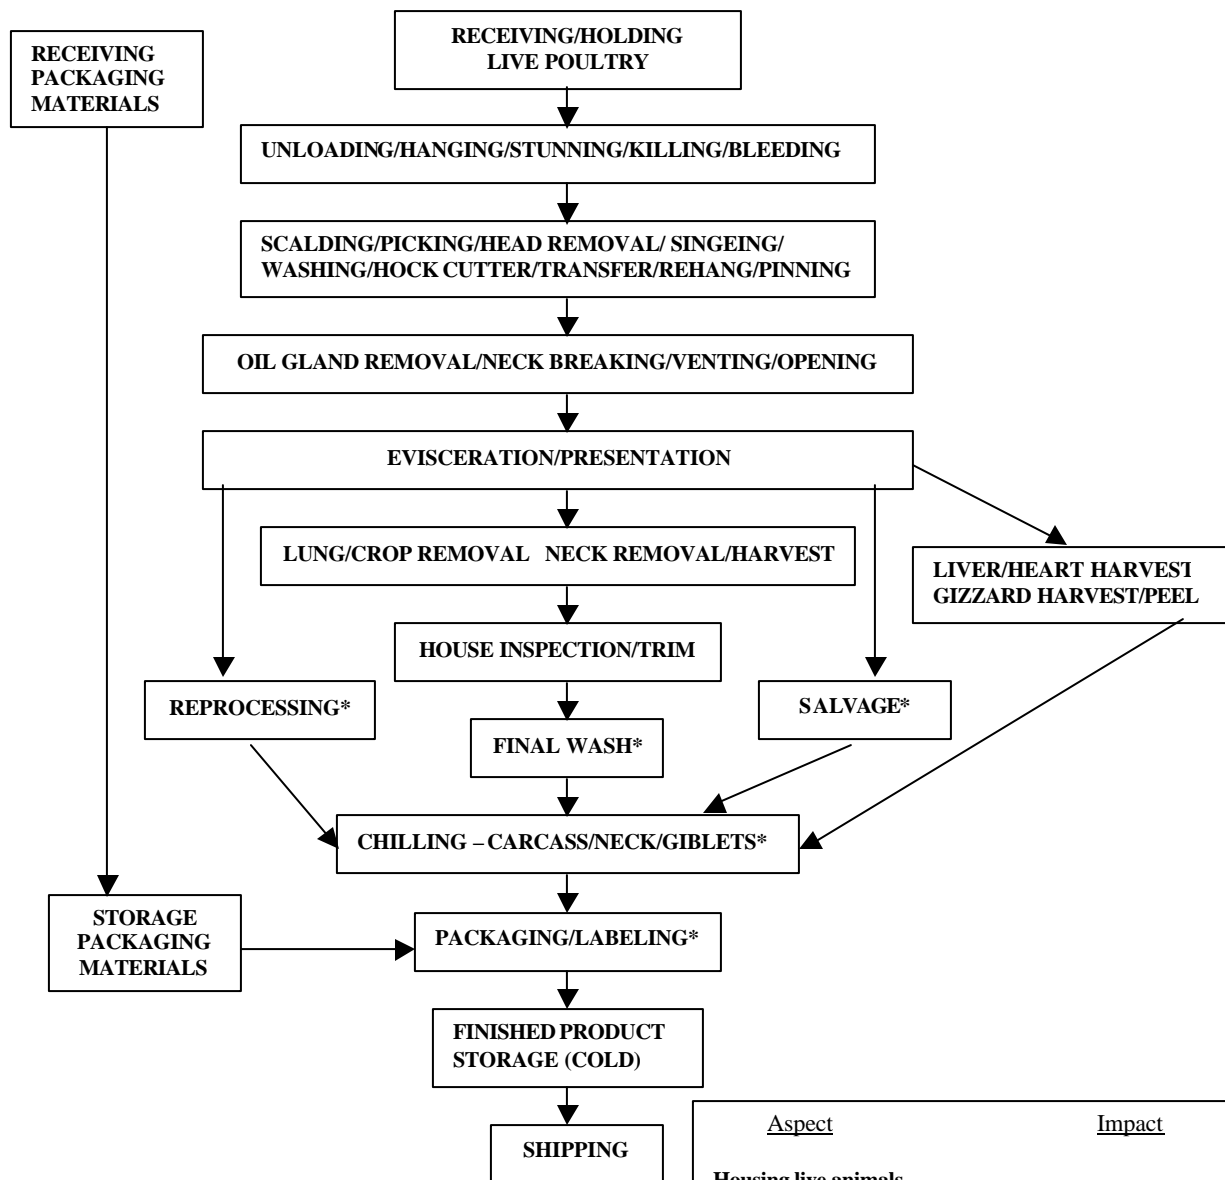 RECEIVING/HOLDING
LIVE POULTRY
RECEIVING
PACKAGING
MATERIALS
UNLOADING/HANGING/STUNNING/KILLING/BLEEDING
SCALDING/PICKING/HEAD REMOVAL/ SINGEING/
WASHING/HOCK CUTTER/TRANSFER/REHANG/PINNING
OIL GLAND REMOVAL/NECK BREAKING/VENTING/OPENING
EVISCERATION/PRESENTATION
LUNG/CROP REMOVAL NECK REMOVAL/HARVEST
LIVER/HEART HARVEST
GIZZARD HARVEST/PEEL
HOUSE INSPECTION/TRIM
REPROCESSING*
SALVAGE*
FINAL WASH*
CHILLING – CARCASS/NECK/GIBLETS*
STORAGE
PACKAGING
MATERIALS
PACKAGING/LABELING*
FINISHED PRODUCT
STORAGE (COLD)
SHIPPING
Aspect Impact
Housing live animals